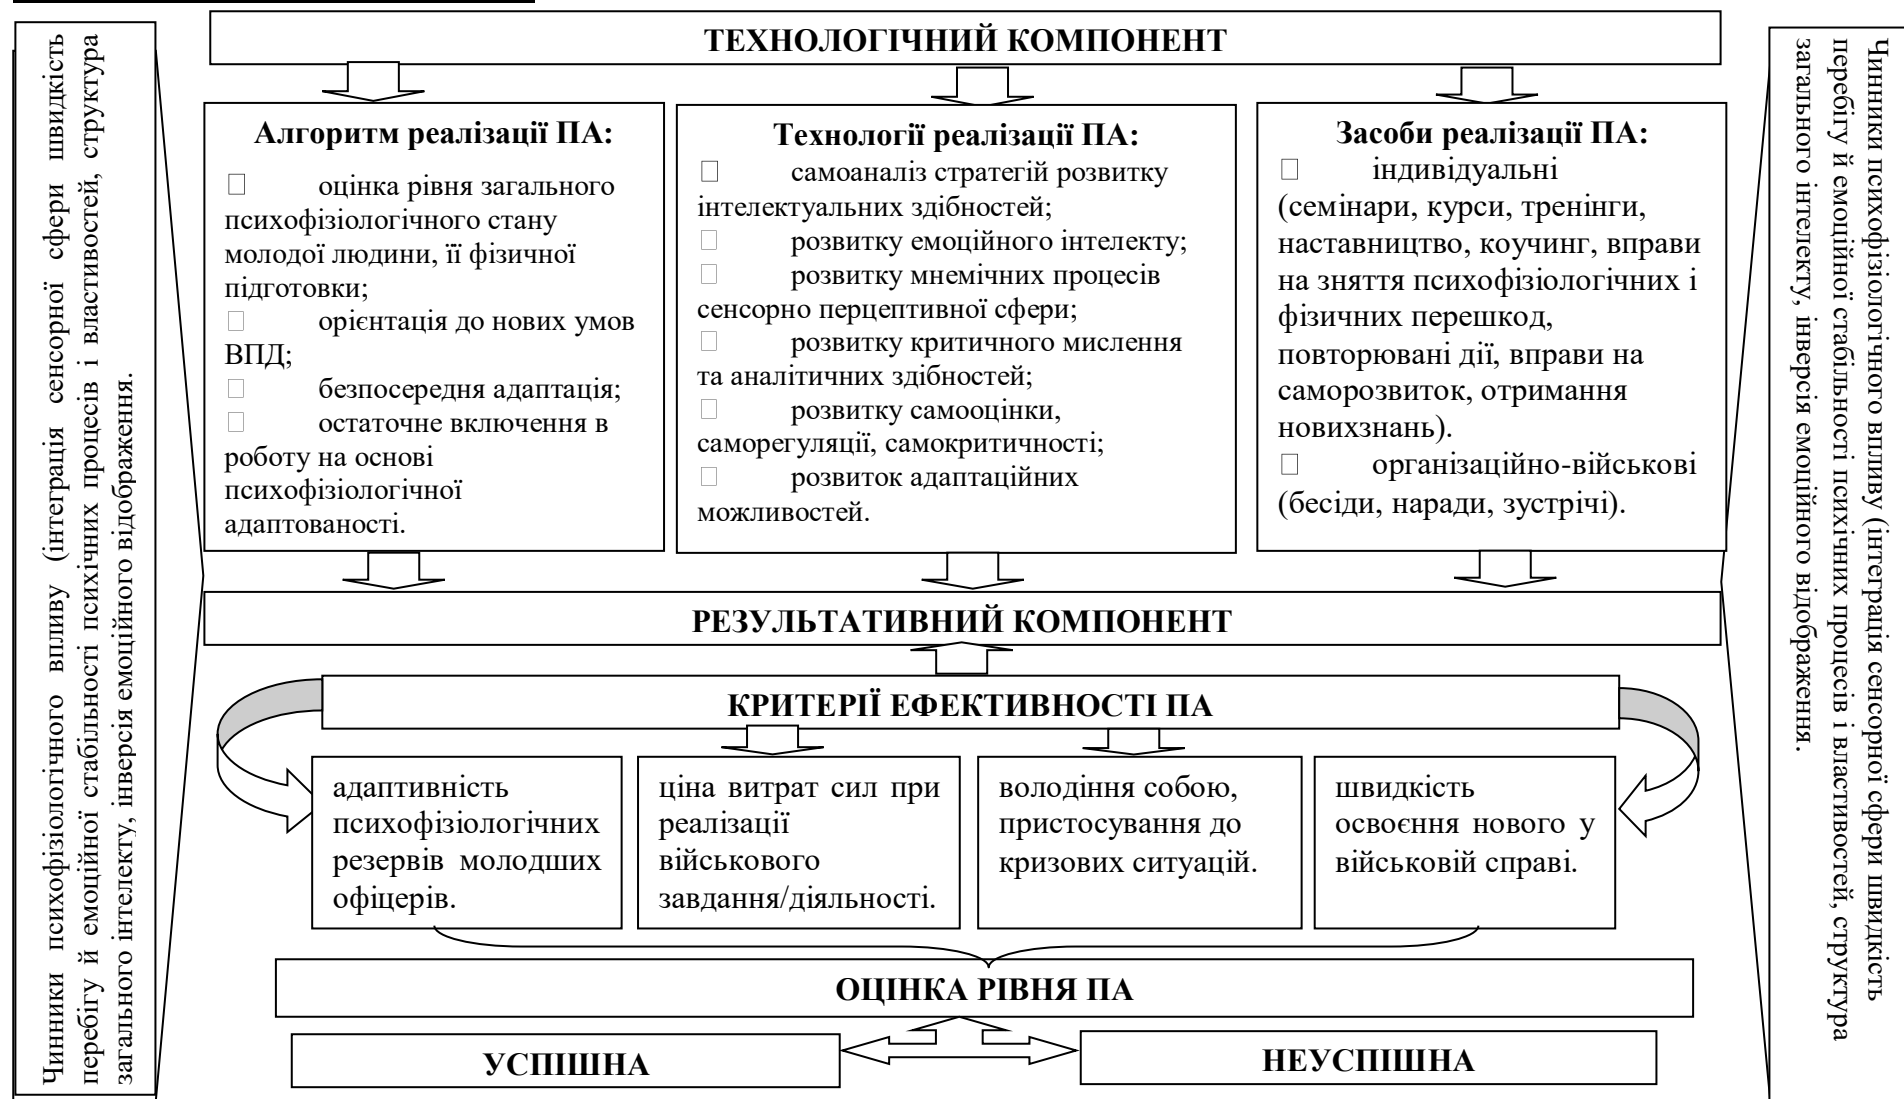 Чинники психофізіологічного впливу (інтеграція сенсорної сфери швидкість
перебігу й емоційної стабільності психічних процесів і властивостей, структура
загального інтелекту, інверсія емоційного відображення.
ТЕХНОЛОГІЧНИЙ КОМПОНЕНТ
Алгоритм реалізації ПА:
оцінка рівня загального
психофізіологічного стану
молодої людини, її фізичної
підготовки;
орієнтація до нових умов
ВПД;
безпосередня адаптація;
остаточне включення в
роботу на основі
психофізіологічної
адаптованості.
Технології реалізації ПА:
самоаналіз стратегій розвитку
інтелектуальних здібностей;
розвитку емоційного інтелекту;
розвитку мнемічних процесів
сенсорно перцептивної сфери;
розвитку критичного мислення
та аналітичних здібностей;
розвитку самооцінки,
саморегуляції, самокритичності;
розвиток адаптаційних
можливостей.
Засоби реалізації ПА:
індивідуальні
(семінари, курси, тренінги,
наставництво, коучинг, вправи
на зняття психофізіологічних і
фізичних перешкод,
повторювані дії, вправи на
саморозвиток, отримання
новихзнань).
організаційно-військові
(бесіди, наради, зустрічі).
РЕЗУЛЬТАТИВНИЙ КОМПОНЕНТ
КРИТЕРІЇ ЕФЕКТИВНОСТІ ПА
адаптивність
психофізіологічних
резервів молодших
офіцерів.
ціна витрат сил при
реалізації
військового
завдання/діяльності.
володіння собою,
пристосування до
кризових ситуацій.
швидкість
освоєння нового у
військовій справі.
ОЦІНКА РІВНЯ ПА
УСПІШНА
НЕУСПІШНА
Чинники психофізіологічного впливу (інтеграція сенсорної сфери швидкість
перебігу й емоційної стабільності психічних процесів і властивостей, структура
загального інтелекту, інверсія емоційного відображення.